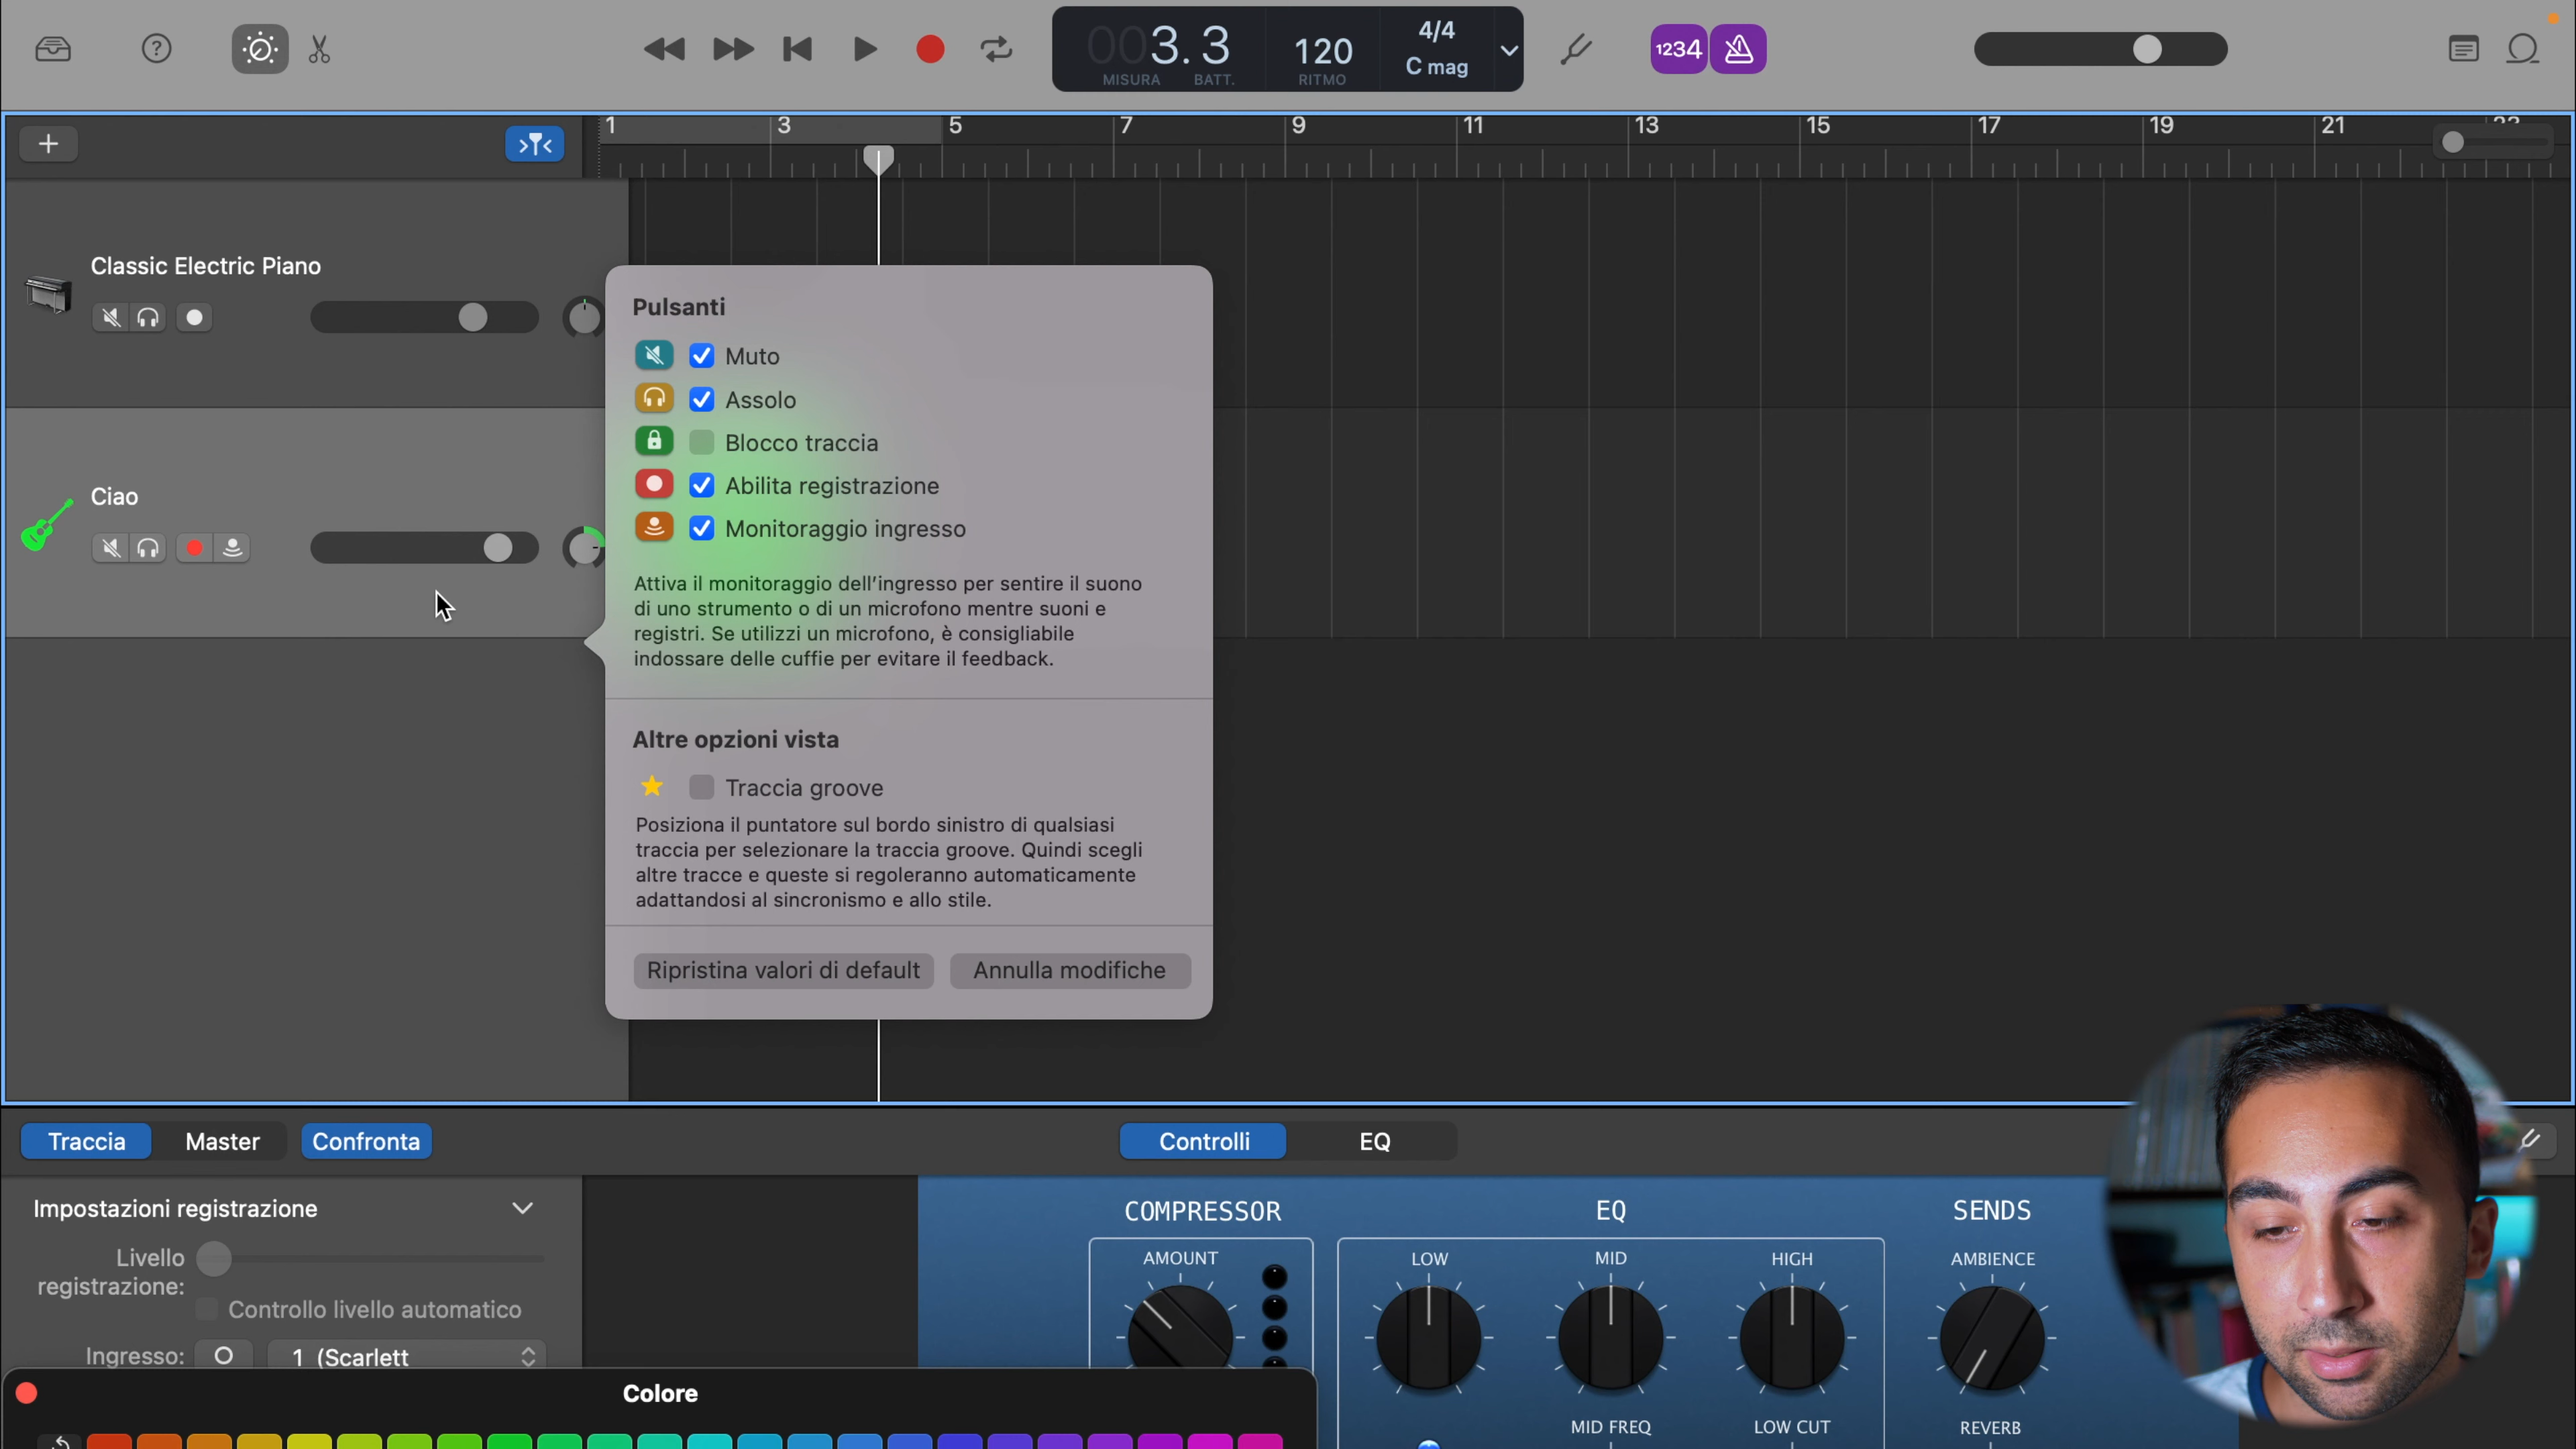 003. 3
MISURA BATT.
120
RITMO
4/4
C mag
1234
1 3 5 7 9 11 13 15 17 19 21
Classic Electric Piano
Ciao
Pulsanti
Muto
Assolo
Blocco traccia
Abilita registrazione
Monitoraggio ingresso
Attiva il monitoraggio dell'ingresso per sentire il suono
di uno strumento o di un microfono mentre suoni e
registri. Se utilizzi un microfono, è consigliabile
indossare delle cuffie per evitare il feedback.
Altre opzioni vista
Traccia groove
Posiziona il puntatore sul bordo sinistro di qualsiasi
traccia per selezionare la traccia groove. Quindi scegli
altre tracce e queste si regoleranno automaticamente
adattandosi al sincronismo e allo stile.
Ripristina valori di default Annulla modifiche
Traccia Master Confronta
Controlli EQ
Impostazioni registrazione
Livello
registrazione:
Controllo livello automatico
Ingresso: 1 (Scarlett
COMPRESSOR EQ SENDS
AMOUNT LOW MID HIGH AMBIENCE
MID FREQ LOW CUT REVERB
Colore